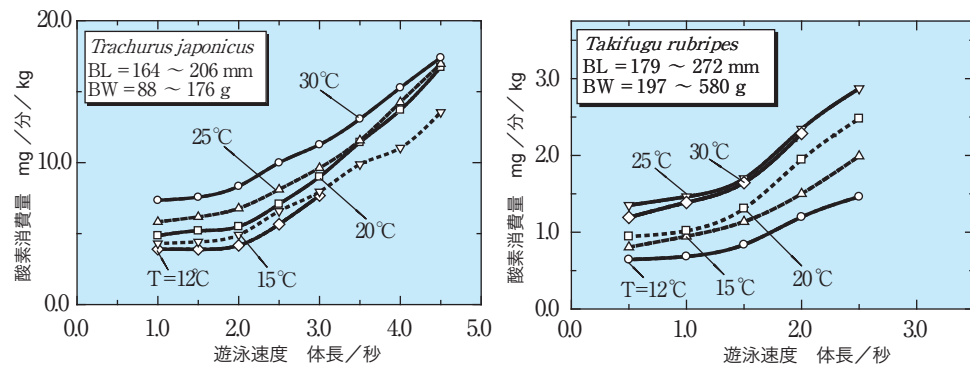 酸素消費量 mg／分／kg
20.0
10.0
0.0
Trachurus japonicus
BL＝164 ～ 206 mm
BW＝88 ～ 176 g
30℃
25℃
20℃
15℃
T＝12℃
0.0 1.0 2.0 3.0 4.0 5.0
遊泳速度 体長／秒
酸素消費量 mg／分／kg
3.0
2.0
1.0
0.0
Takifugu rubripes
BL＝179 ～ 272 mm
BW＝197 ～ 580 g
30℃
25℃
20℃
15℃
T＝12℃
0.0 1.0 2.0 3.0
遊泳速度 体長／秒